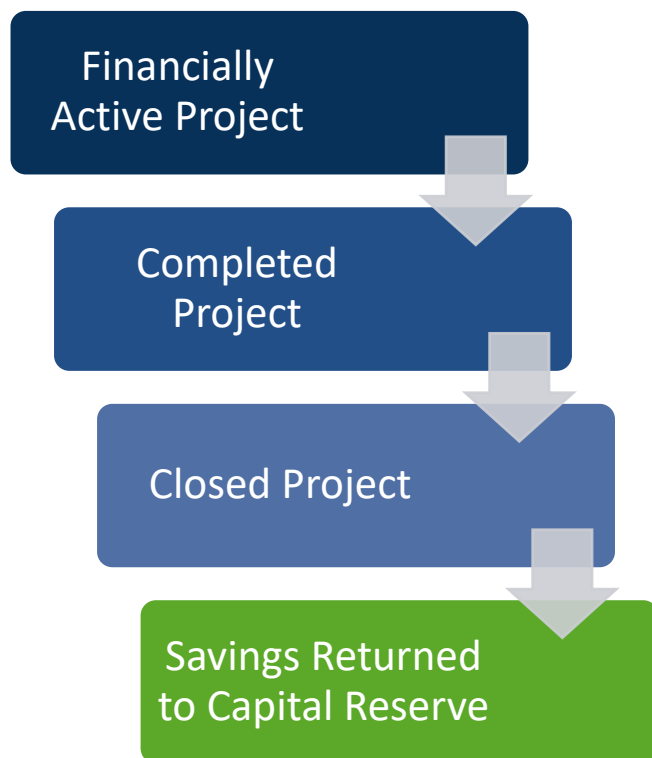 Financially
Active Project
Completed
Project
Closed Project
Savings Returned
to Capital Reserve